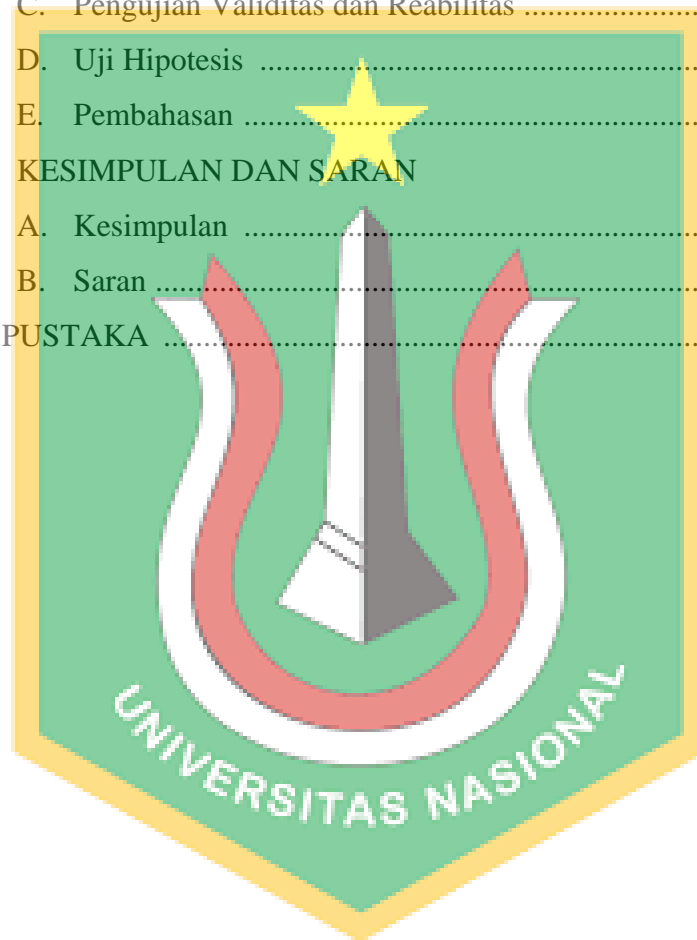 C. Pengujian Validitas dan Reabilitas ......................
D. Uji Hipotesis ......................................................
E. Pembahasan ........................................................
KESIMPULAN DAN SARAN
A. Kesimpulan ........................................................
B. Saran ...................................................................
PUSTAKA ..................................................................
UNIVERSITAS NASIONAL